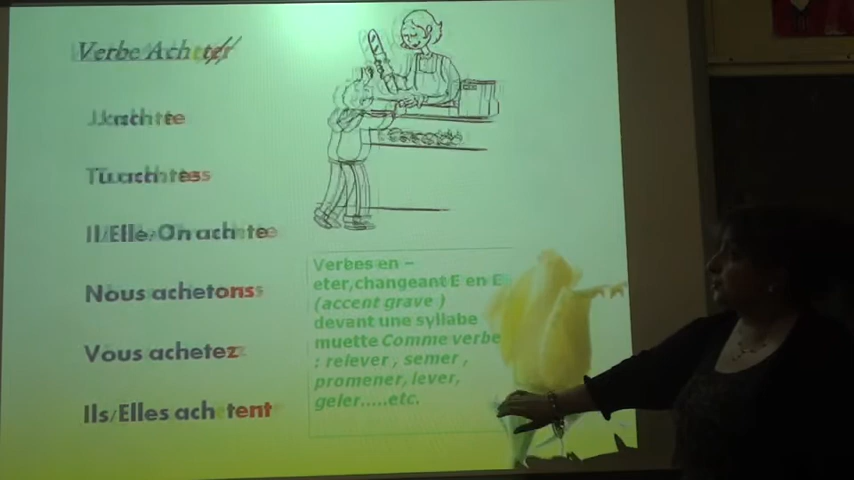 Verbe Acheter
J'achète
Tu achètes
Il/Elle/On achète
Nous achetons
Vous achetez
Ils/Elles achètent
Verbes en –
eter,changeant E en È
(accent grave )
devant une syllabe
muette Comme verbe
: relever , semer ,
promener, lever,
geler.....etc.